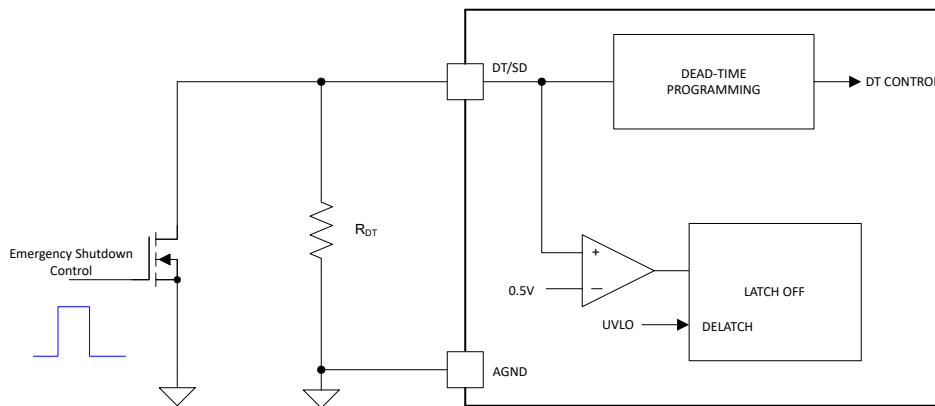 DT/SD
DEAD-TIME
PROGRAMMING
DT CONTROL
Emergency Shutdown
Control
RDT
+
0.5V
−
LATCH OFF
UVLO
DELATCH
AGND